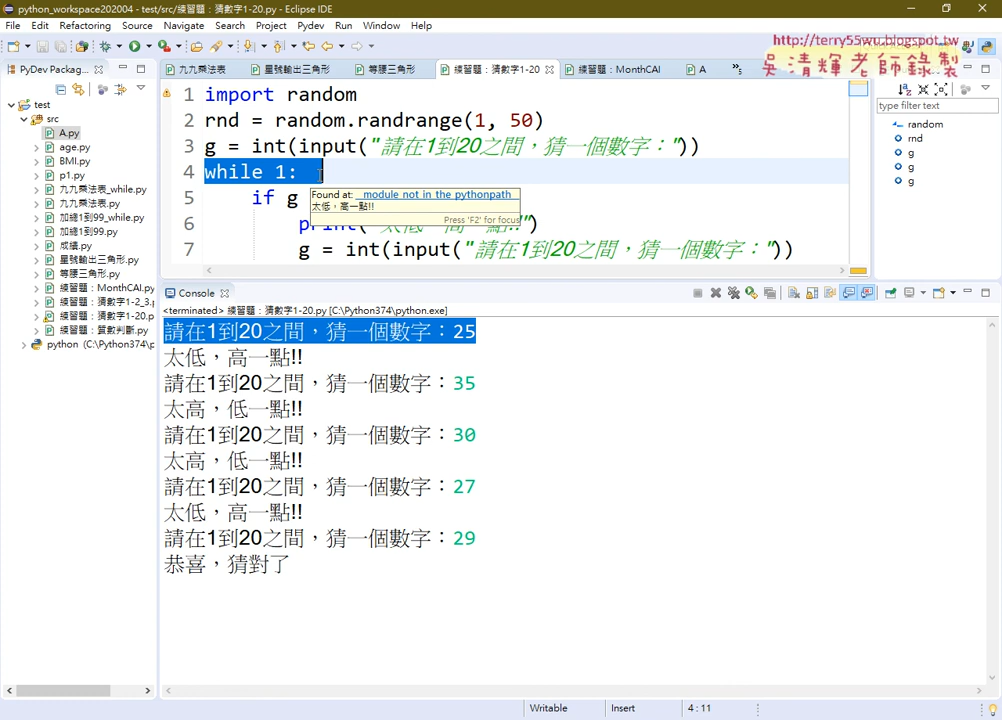 python_workspace202004 - test/src/練習題：猜數字1-20.py - Eclipse IDE
File Edit Refactoring Source Navigate Search Project Pydev Run Window Help
http://terry55wu.blogspot.tw
吳清輝老師錄製
PyDev Packag...
九九乘法表
星號輸出三角形
等腰三角形
練習題：猜數字1-20
練習題：MonthCAl
A
»5
type filter text
test
src
A.py
age.py
BMI.py
p1.py
九九乘法表_while.py
九九乘法表.py
加總1到99_while.py
加總1到99.py
成績.py
星號輸出三角形.py
等腰三角形.py
練習題：MonthCAl.py
練習題：猜數字1-2_3.p
練習題：猜數字1-20.p
練習題：質數判斷.py
python (C:\Python374\p
1 import random
2 rnd = random.randrange(1, 50)
3 g = int(input("請在1到20之間，猜一個數字："))
4 while 1:
5 if g
6 print("太低，高一點!!")
7 g = int(input("請在1到20之間，猜一個數字："))
Found at: _module not in the pythonpath
太低，高一點!!
Press 'F2' for focus
random
rnd
g
g
g
Console
<terminated> 練習題：猜數字1-20.py [C:\Python374\python.exe]
請在1到20之間，猜一個數字：25
太低，高一點!!
請在1到20之間，猜一個數字：35
太高，低一點!!
請在1到20之間，猜一個數字：30
太高，低一點!!
請在1到20之間，猜一個數字：27
太低，高一點!!
請在1到20之間，猜一個數字：29
恭喜，猜對了
Writable Insert 4 : 11